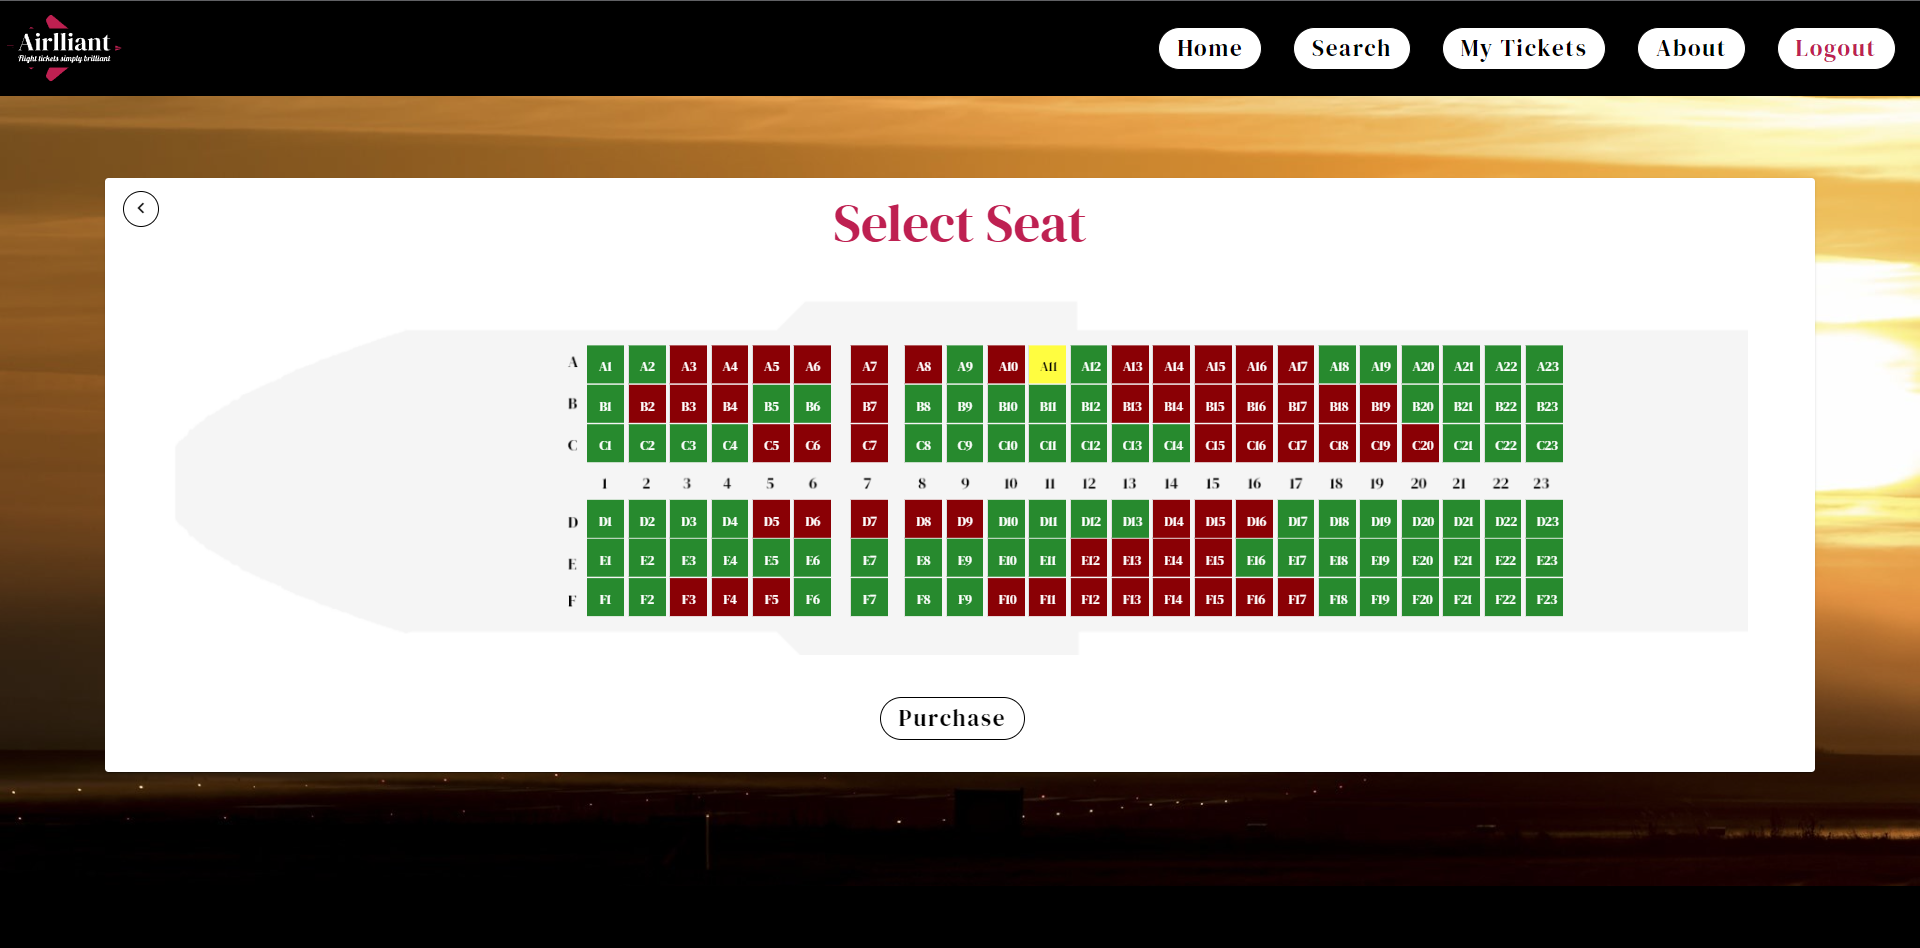 Airlliant
Flight tickets simply brilliant
Home Search My Tickets About Logout
Select Seat
A A1 A2 A3 A4 A5 A6 A7 A8 A9 A10 A11 A12 A13 A14 A15 A16 A17 A18 A19 A20 A21 A22 A23
B B1 B2 B3 B4 B5 B6 B7 B8 B9 B10 B11 B12 B13 B14 B15 B16 B17 B18 B19 B20 B21 B22 B23
C C1 C2 C3 C4 C5 C6 C7 C8 C9 C10 C11 C12 C13 C14 C15 C16 C17 C18 C19 C20 C21 C22 C23
1 2 3 4 5 6 7 8 9 10 11 12 13 14 15 16 17 18 19 20 21 22 23
D D1 D2 D3 D4 D5 D6 D7 D8 D9 D10 D11 D12 D13 D14 D15 D16 D17 D18 D19 D20 D21 D22 D23
E E1 E2 E3 E4 E5 E6 E7 E8 E9 E10 E11 E12 E13 E14 E15 E16 E17 E18 E19 E20 E21 E22 E23
F F1 F2 F3 F4 F5 F6 F7 F8 F9 F10 F11 F12 F13 F14 F15 F16 F17 F18 F19 F20 F21 F22 F23
Purchase